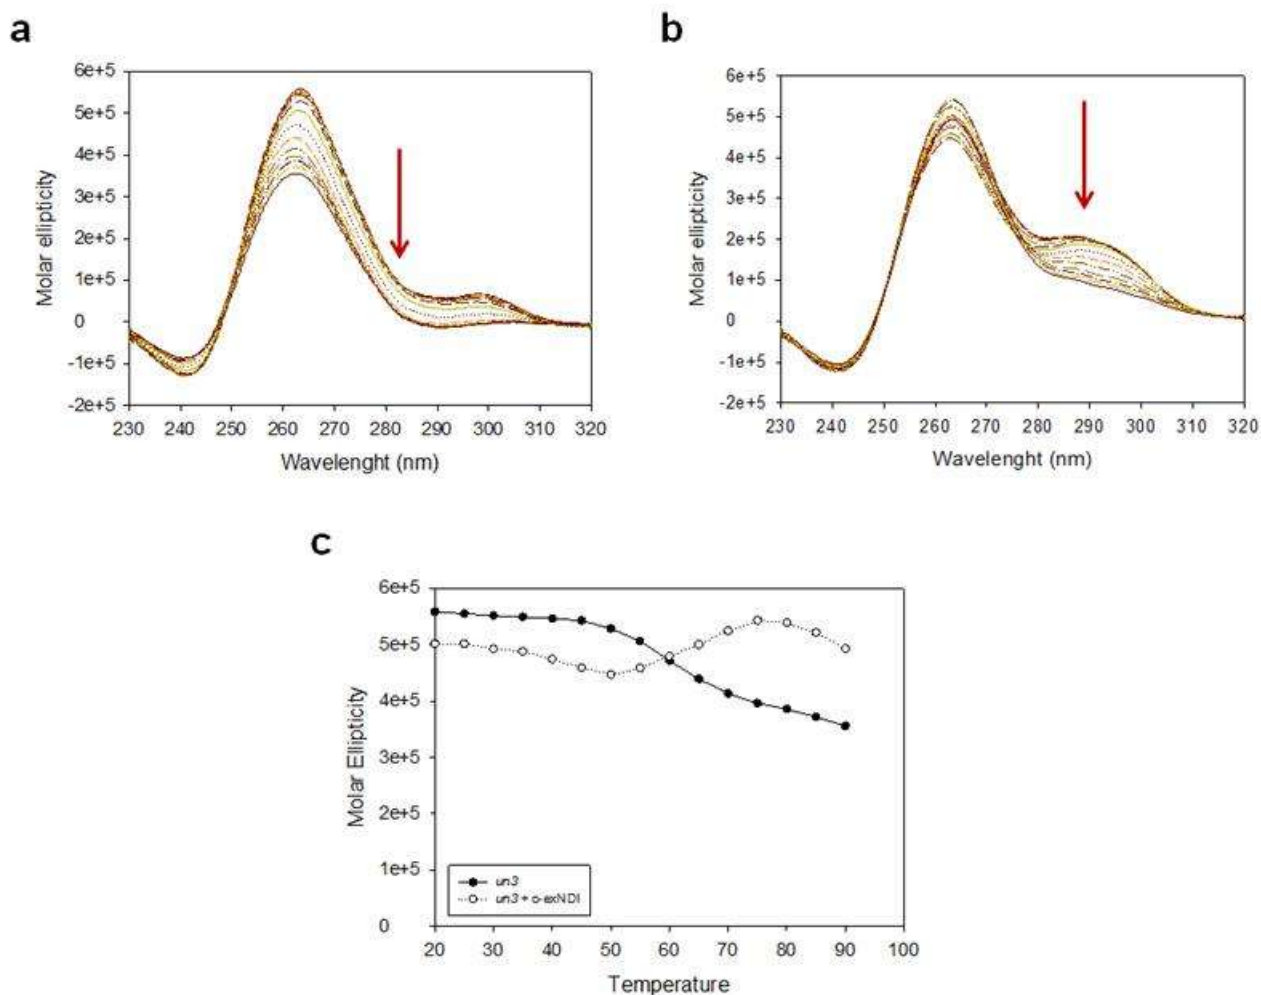 a
6e+5
5e+5
4e+5
3e+5
2e+5
1e+5
0
-1e+5
-2e+5
Molar ellipticity
230 240 250 260 270 280 290 300 310 320
Wavelenght (nm)
b
6e+5
5e+5
4e+5
3e+5
2e+5
1e+5
0
-1e+5
-2e+5
Molar ellipticity
230 240 250 260 270 280 290 300 310 320
Wavelenght (nm)
c
6e+5
5e+5
4e+5
3e+5
2e+5
1e+5
0
Molar Ellipticity
un3
un3 + c-exNDI
20 30 40 50 60 70 80 90 100
Temperature